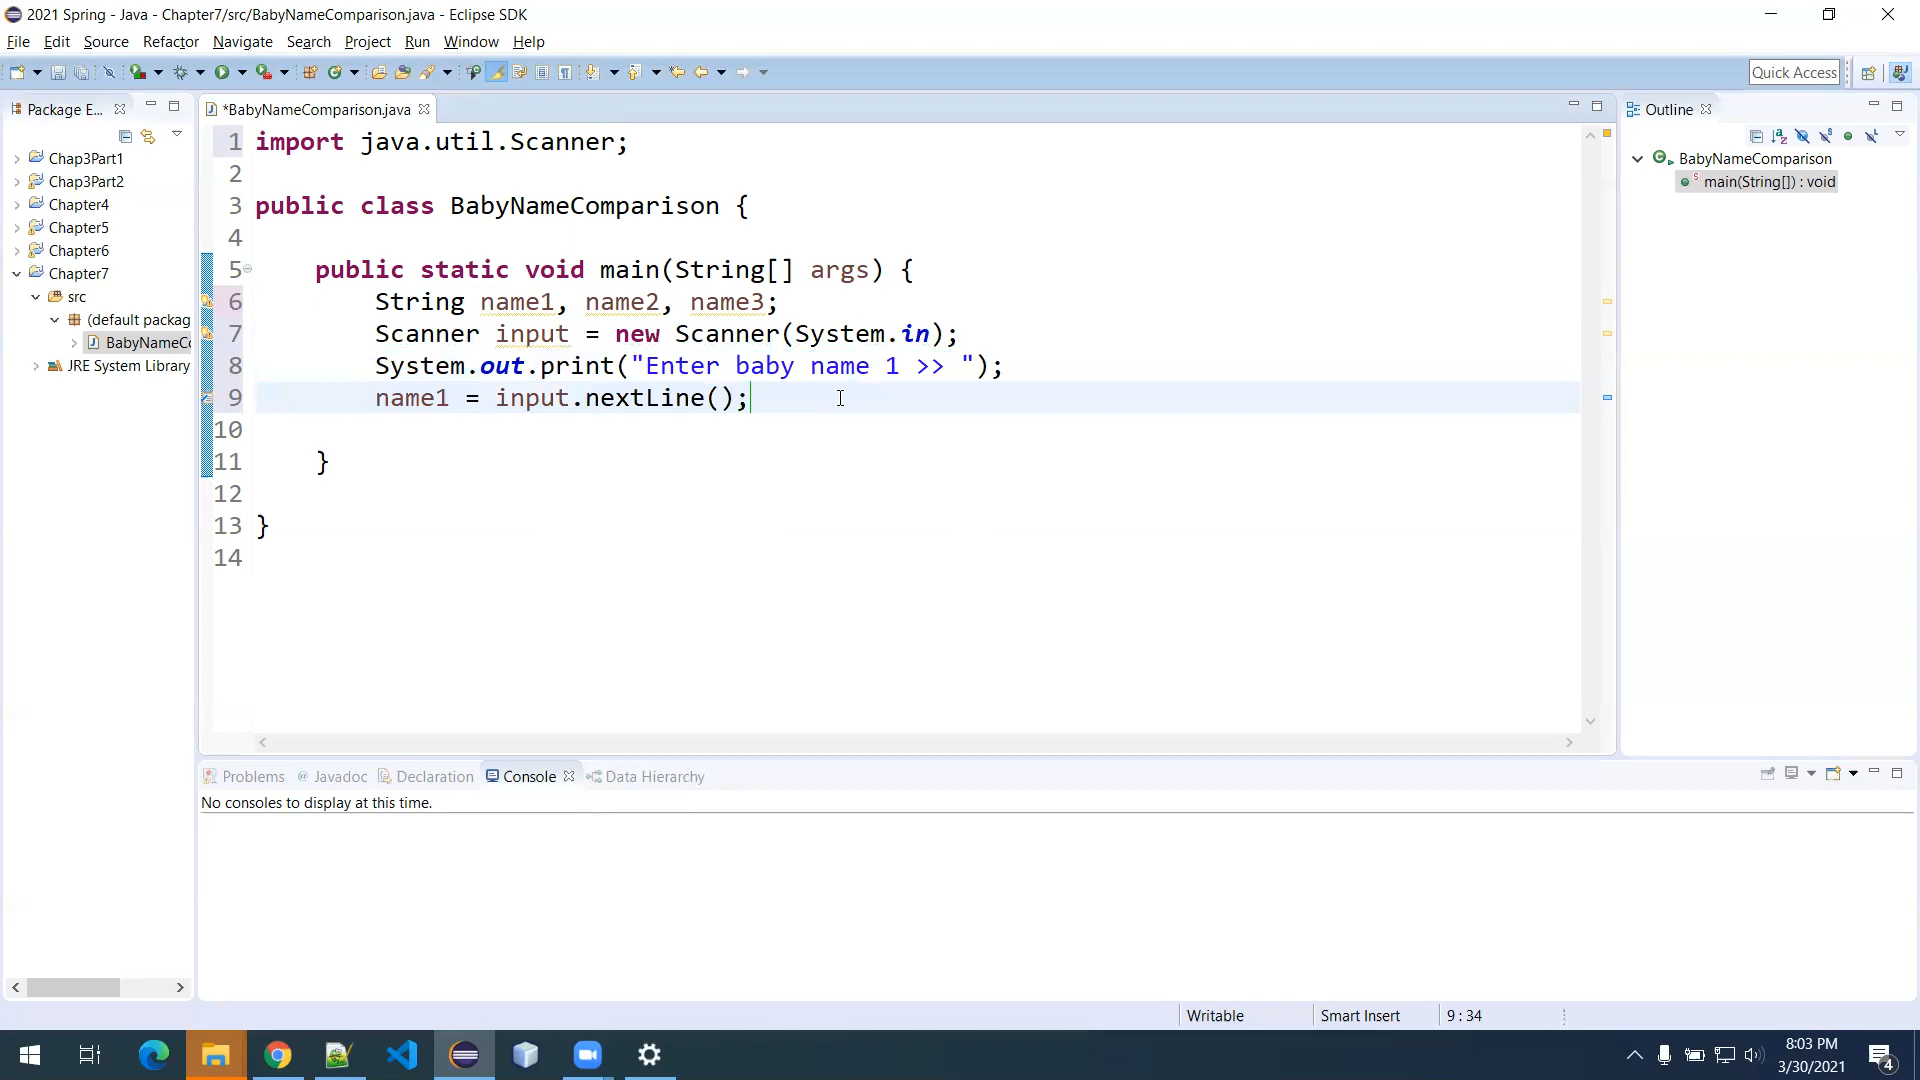 2021 Spring - Java - Chapter7/src/BabyNameComparison.java - Eclipse SDK
File Edit Source Refactor Navigate Search Project Run Window Help
Quick Access
Package E...
*BabyNameComparison.java
Outline
Chap3Part1
Chap3Part2
Chapter4
Chapter5
Chapter6
Chapter7
src
(default packag
BabyNameCo
JRE System Library
1 import java.util.Scanner;
2
3 public class BabyNameComparison {
4
5 public static void main(String[] args) {
6 String name1, name2, name3;
7 Scanner input = new Scanner(System.in);
8 System.out.print("Enter baby name 1 >> ");
9 name1 = input.nextLine();
10
11 }
12
13 }
14
BabyNameComparison
main(String[]) : void
Problems @ Javadoc Declaration Console Data Hierarchy
No consoles to display at this time.
Writable Smart Insert 9 : 34
8:03 PM
3/30/2021
4